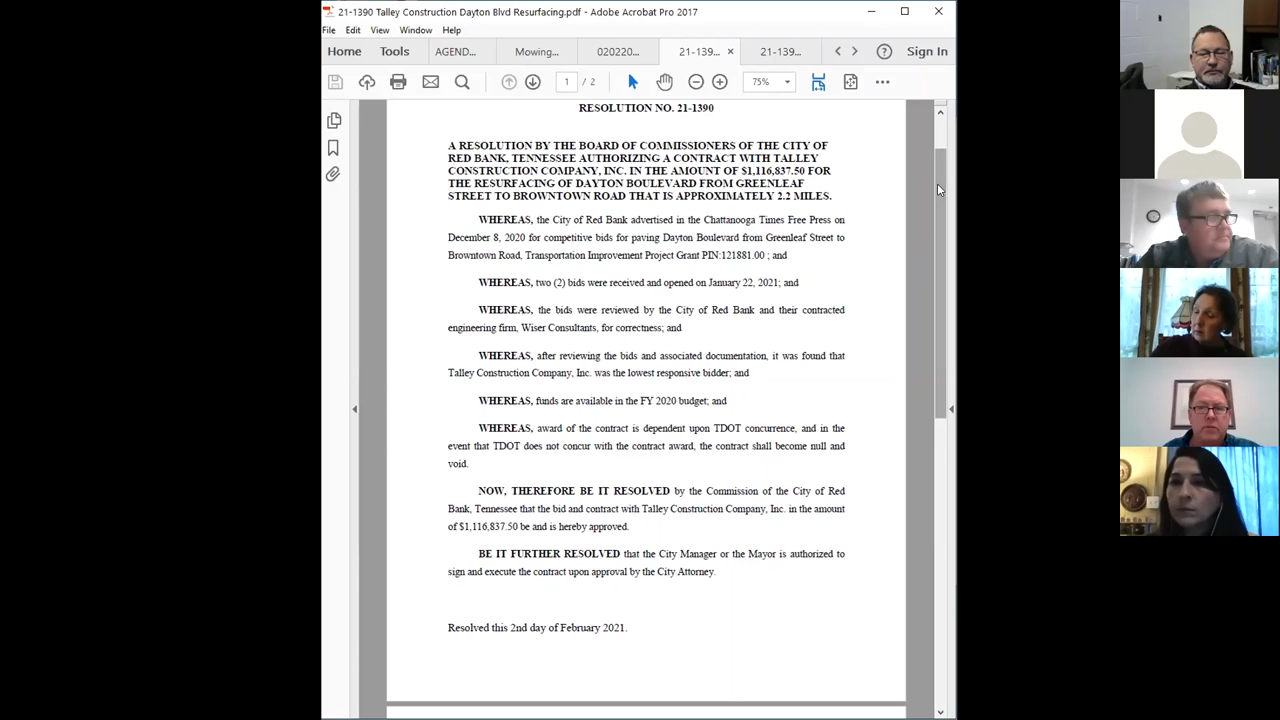 21-1390 Talley Construction Dayton Blvd Resurfacing.pdf - Adobe Acrobat Pro 2017
File Edit View Window Help
Home Tools AGEND... Mowing... 020220... 21-139... × 21-139... Sign In
1 / 2 75%
RESOLUTION NO. 21-1390
A RESOLUTION BY THE BOARD OF COMMISSIONERS OF THE CITY OF
RED BANK, TENNESSEE AUTHORIZING A CONTRACT WITH TALLEY
CONSTRUCTION COMPANY, INC. IN THE AMOUNT OF $1,116,837.50 FOR
THE RESURFACING OF DAYTON BOULEVARD FROM GREENLEAF
STREET TO BROWNTOWN ROAD THAT IS APPROXIMATELY 2.2 MILES.
WHEREAS, the City of Red Bank advertised in the Chattanooga Times Free Press on
December 8, 2020 for competitive bids for paving Dayton Boulevard from Greenleaf Street to
Browntown Road, Transportation Improvement Project Grant PIN:121881.00 ; and
WHEREAS, two (2) bids were received and opened on January 22, 2021; and
WHEREAS, the bids were reviewed by the City of Red Bank and their contracted
engineering firm, Wiser Consultants, for correctness; and
WHEREAS, after reviewing the bids and associated documentation, it was found that
Talley Construction Company, Inc. was the lowest responsive bidder; and
WHEREAS, funds are available in the FY 2020 budget; and
WHEREAS, award of the contract is dependent upon TDOT concurrence, and in the
event that TDOT does not concur with the contract award, the contract shall become null and
void.
NOW, THEREFORE BE IT RESOLVED by the Commission of the City of Red
Bank, Tennessee that the bid and contract with Talley Construction Company, Inc. in the amount
of $1,116,837.50 be and is hereby approved.
BE IT FURTHER RESOLVED that the City Manager or the Mayor is authorized to
sign and execute the contract upon approval by the City Attorney.
Resolved this 2nd day of February 2021.